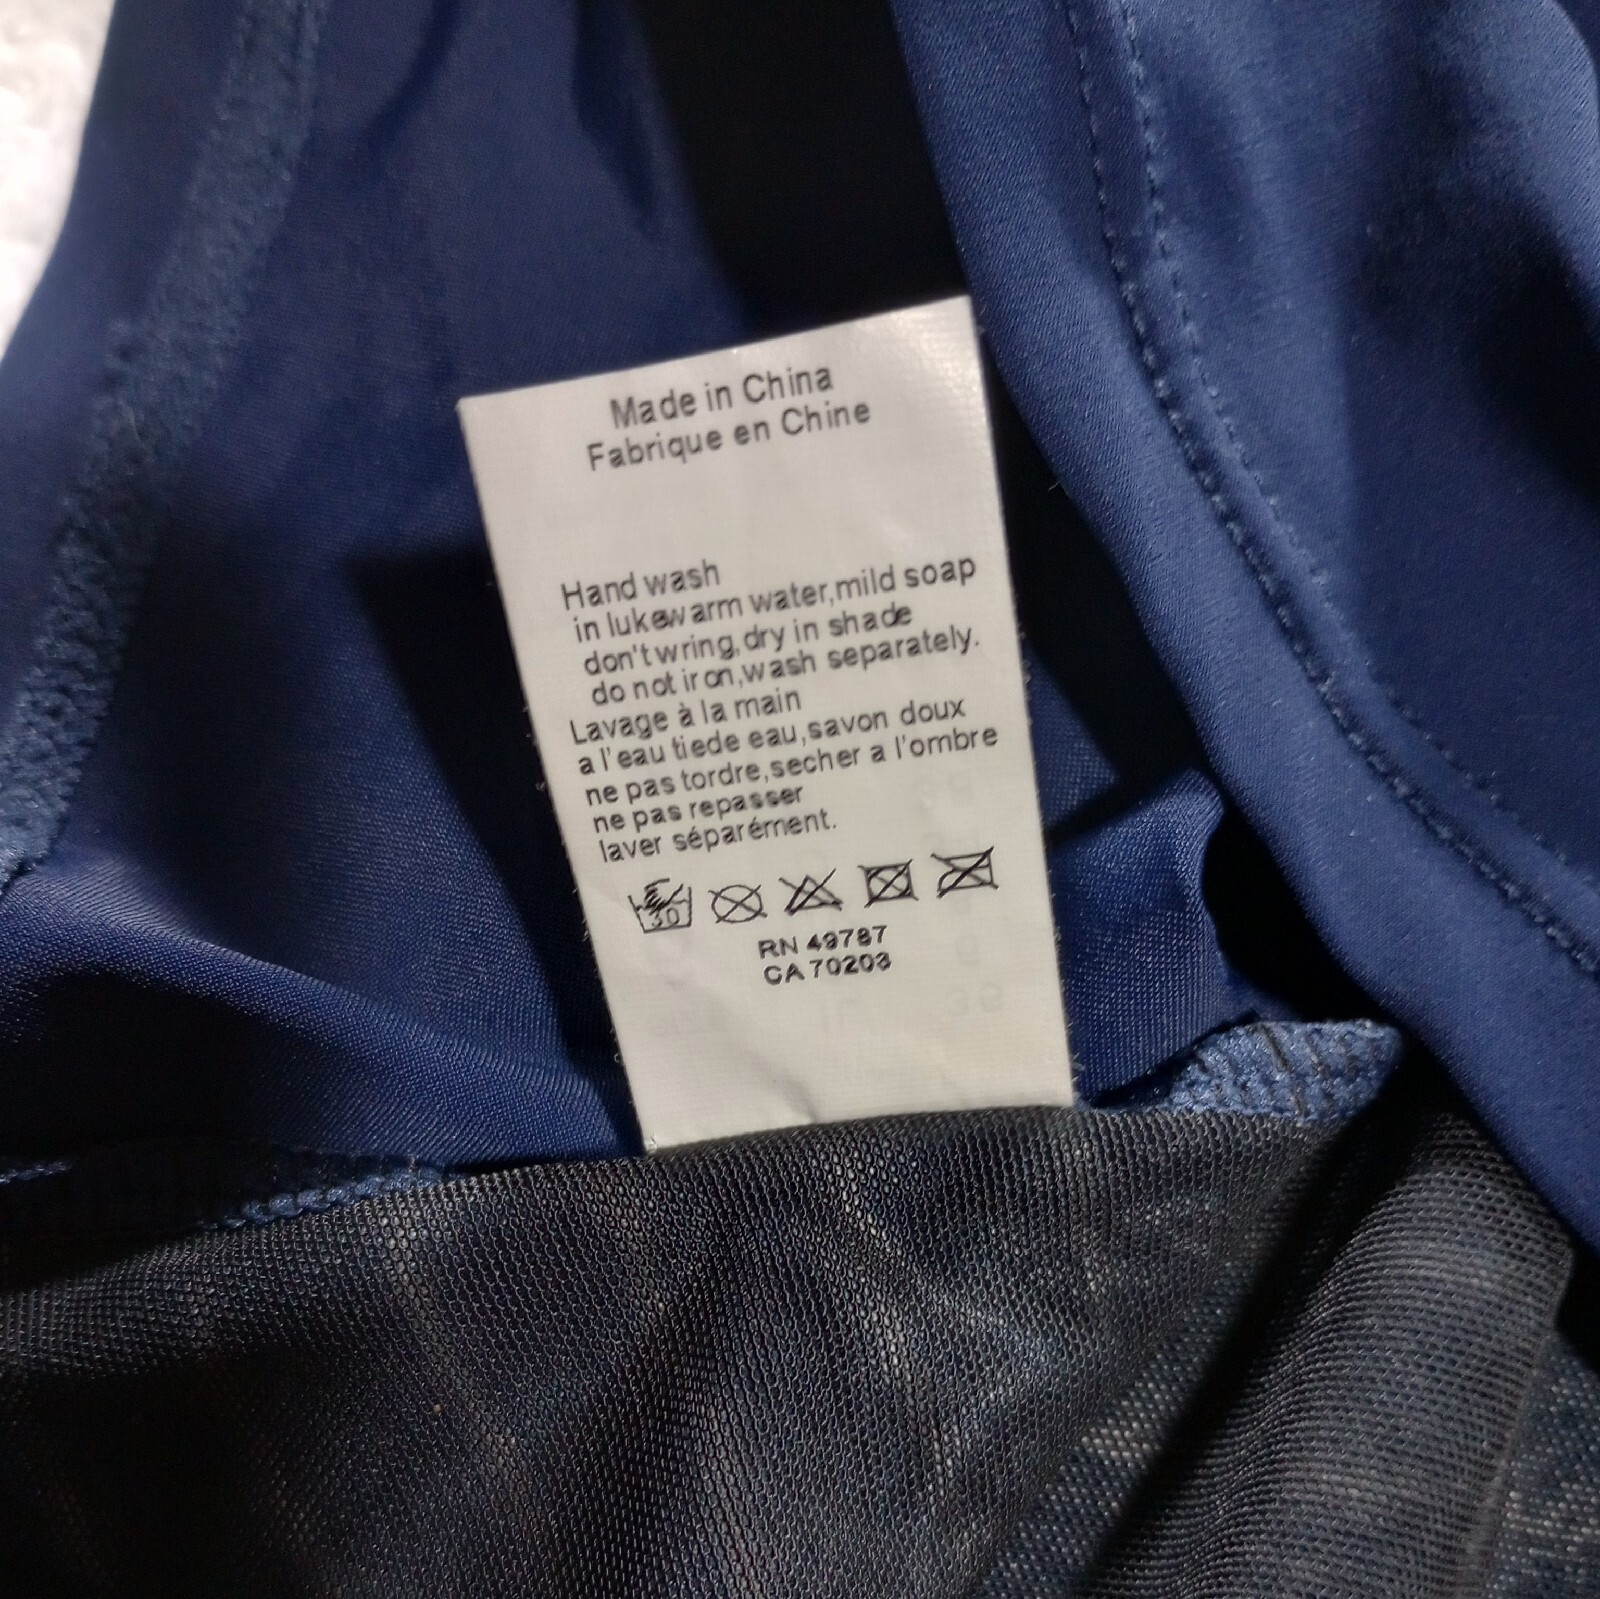 Made in China
Fabrique en Chine
Hand wash
in lukewarm water,mild soap
don't wring,dry in shade
do not iron,wash separately.
Lavage à la main
a l'eau tiede eau,savon doux
ne pas tordre,secher a l'ombre
ne pas repasser
laver séparément.
30
RN 49787
CA 70203